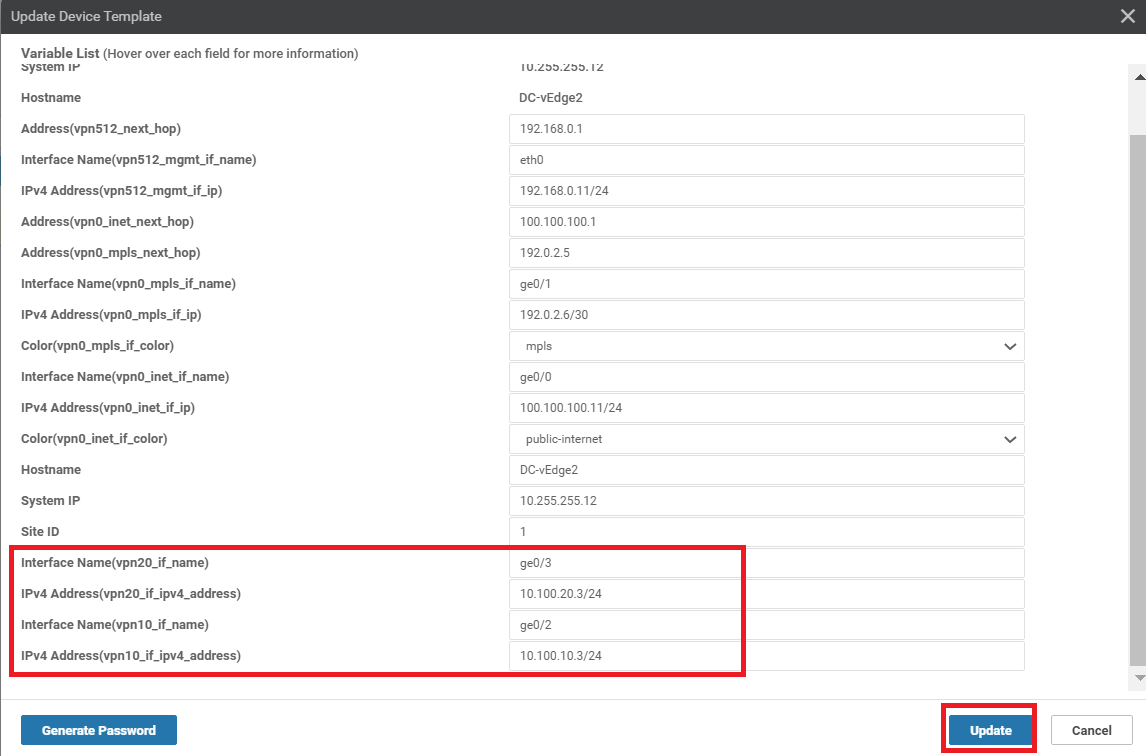 Update Device Template
Variable List (Hover over each field for more information)
System IP 10.255.255.12
Hostname DC-vEdge2
Address(vpn512_next_hop) 192.168.0.1
Interface Name(vpn512_mgmt_if_name) eth0
IPv4 Address(vpn512_mgmt_if_ip) 192.168.0.11/24
Address(vpn0_inet_next_hop) 100.100.100.1
Address(vpn0_mpls_next_hop) 192.0.2.5
Interface Name(vpn0_mpls_if_name) ge0/1
IPv4 Address(vpn0_mpls_if_ip) 192.0.2.6/30
Color(vpn0_mpls_if_color) mpls
Interface Name(vpn0_inet_if_name) ge0/0
IPv4 Address(vpn0_inet_if_ip) 100.100.100.11/24
Color(vpn0_inet_if_color) public-internet
Hostname DC-vEdge2
System IP 10.255.255.12
Site ID 1
Interface Name(vpn20_if_name) ge0/3
IPv4 Address(vpn20_if_ipv4_address) 10.100.20.3/24
Interface Name(vpn10_if_name) ge0/2
IPv4 Address(vpn10_if_ipv4_address) 10.100.10.3/24
Generate Password Update Cancel